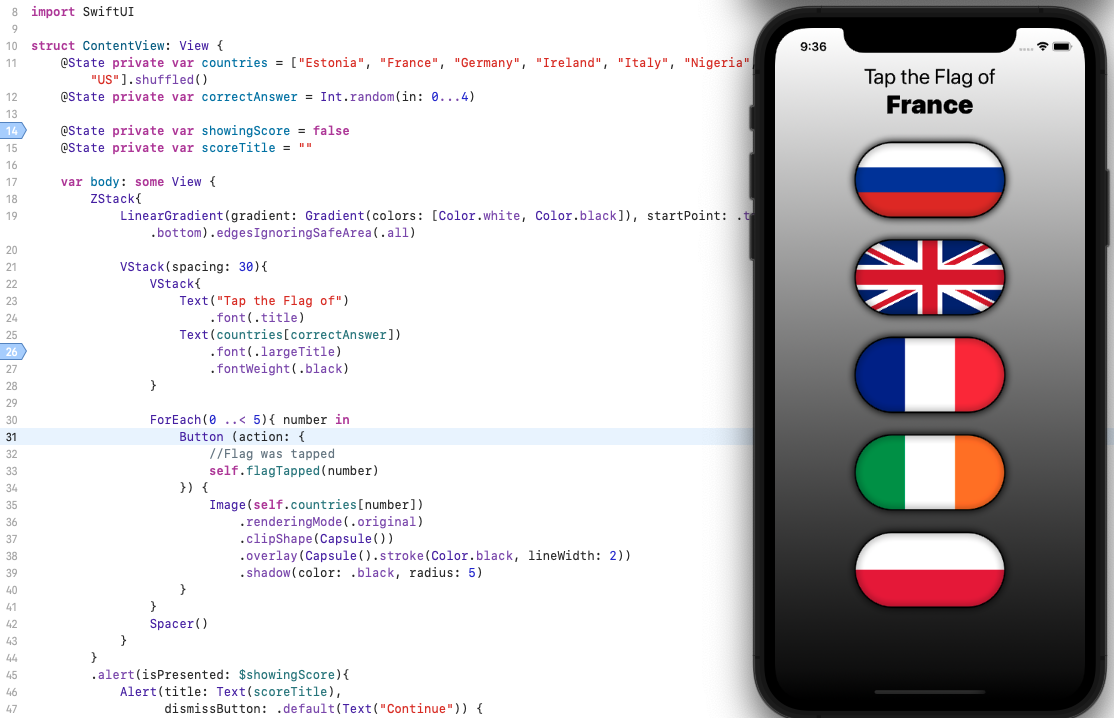 8 import SwiftUI
9
10 struct ContentView: View {
11 @State private var countries = ["Estonia", "France", "Germany", "Ireland", "Italy", "Nigeria",
"US"].shuffled()
12 @State private var correctAnswer = Int.random(in: 0...4)
13
14 @State private var showingScore = false
15 @State private var scoreTitle = ""
16
17 var body: some View {
18 ZStack{
19 LinearGradient(gradient: Gradient(colors: [Color.white, Color.black]), startPoint: .t
.bottom).edgesIgnoringSafeArea(.all)
20
21 VStack(spacing: 30){
22 VStack{
23 Text("Tap the Flag of")
24 .font(.title)
25 Text(countries[correctAnswer])
26 .font(.largeTitle)
27 .fontWeight(.black)
28 }
29
30 ForEach(0 ..< 5){ number in
31 Button (action: {
32 //Flag was tapped
33 self.flagTapped(number)
34 }) {
35 Image(self.countries[number])
36 .renderingMode(.original)
37 .clipShape(Capsule())
38 .overlay(Capsule().stroke(Color.black, lineWidth: 2))
39 .shadow(color: .black, radius: 5)
40 }
41 }
42 Spacer()
43 }
44 }
45 .alert(isPresented: $showingScore){
46 Alert(title: Text(scoreTitle),
47 dismissButton: .default(Text("Continue")) {
9:36
Tap the Flag of
France